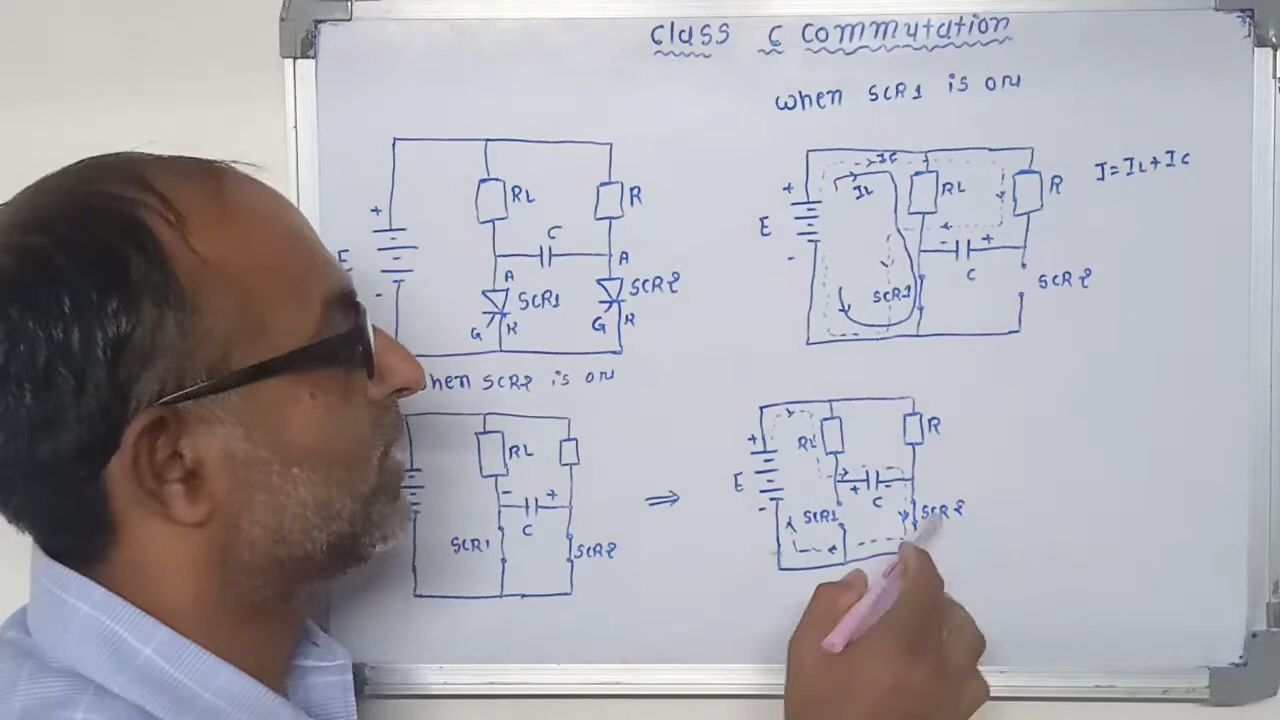 Class C Commutation
when SCR1 is on
RL
R
C
A
A
E
+
-
SCR1
SCR2
G
K
G
K
Ic
IL
I=IL+Ic
+
E
-
RL
R
-
+
C
SCR1
SCR2
hen SCR2 is on
RL
-
+
C
SCR1
SCR2
⇒
+
E
-
RL
R
+
-
C
SCR1
SCR2